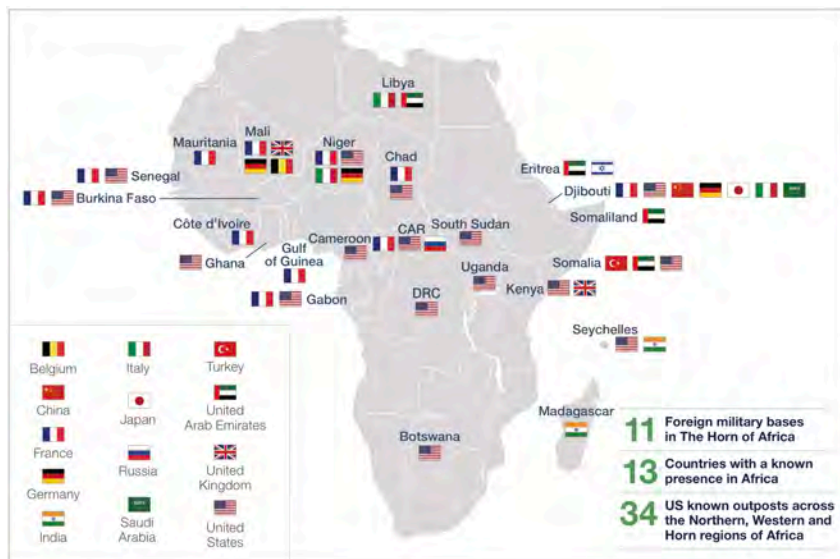 Libya
Mali
Mauritania
Niger
Chad
Senegal
Burkina Faso
Eritrea
Djibouti
Somaliland
Côte d'Ivoire
Ghana
Gulf
of Guinea
Cameroon
CAR
South Sudan
Gabon
DRC
Uganda
Kenya
Somalia
Seychelles
Madagascar
Botswana
Belgium
Italy
Turkey
China
Japan
United
Arab Emirates
France
Russia
United
Kingdom
Germany
Saudi
Arabia
United
States
India
11 Foreign military bases
in The Horn of Africa
13 Countries with a known
presence in Africa
34 US known outposts across
the Northern, Western and
Horn regions of Africa